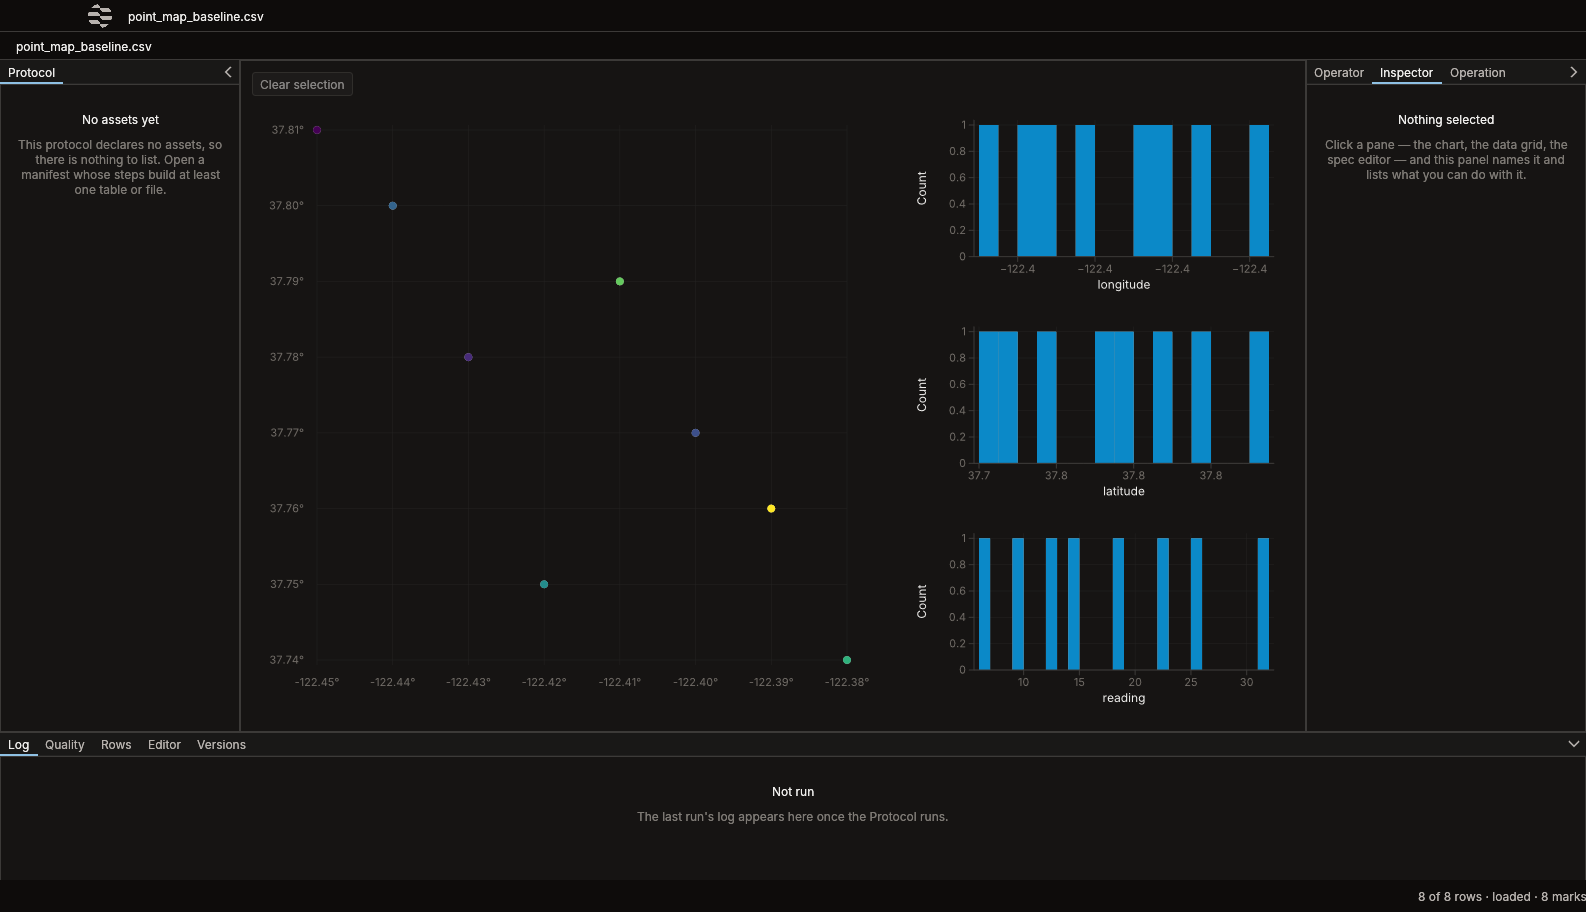 point_map_baseline.csv
point_map_baseline.csv
Protocol
No assets yet
This protocol declares no assets, so
there is nothing to list. Open a
manifest whose steps build at least
one table or file.
Clear selection
37.81°
37.80°
37.79°
37.78°
37.77°
37.76°
37.75°
37.74°
-122.45°
-122.44°
-122.43°
-122.42°
-122.41°
-122.40°
-122.39°
-122.38°
Count
1
0.8
0.6
0.4
0.2
0
−122.4
−122.4
−122.4
−122.4
longitude
Count
1
0.8
0.6
0.4
0.2
0
37.7
37.8
37.8
37.8
latitude
Count
1
0.8
0.6
0.4
0.2
0
10
15
20
25
30
reading
Operator
Inspector
Operation
Nothing selected
Click a pane — the chart, the data grid, the
spec editor — and this panel names it and
lists what you can do with it.
Log
Quality
Rows
Editor
Versions
Not run
The last run's log appears here once the Protocol runs.
8 of 8 rows · loaded · 8 marks